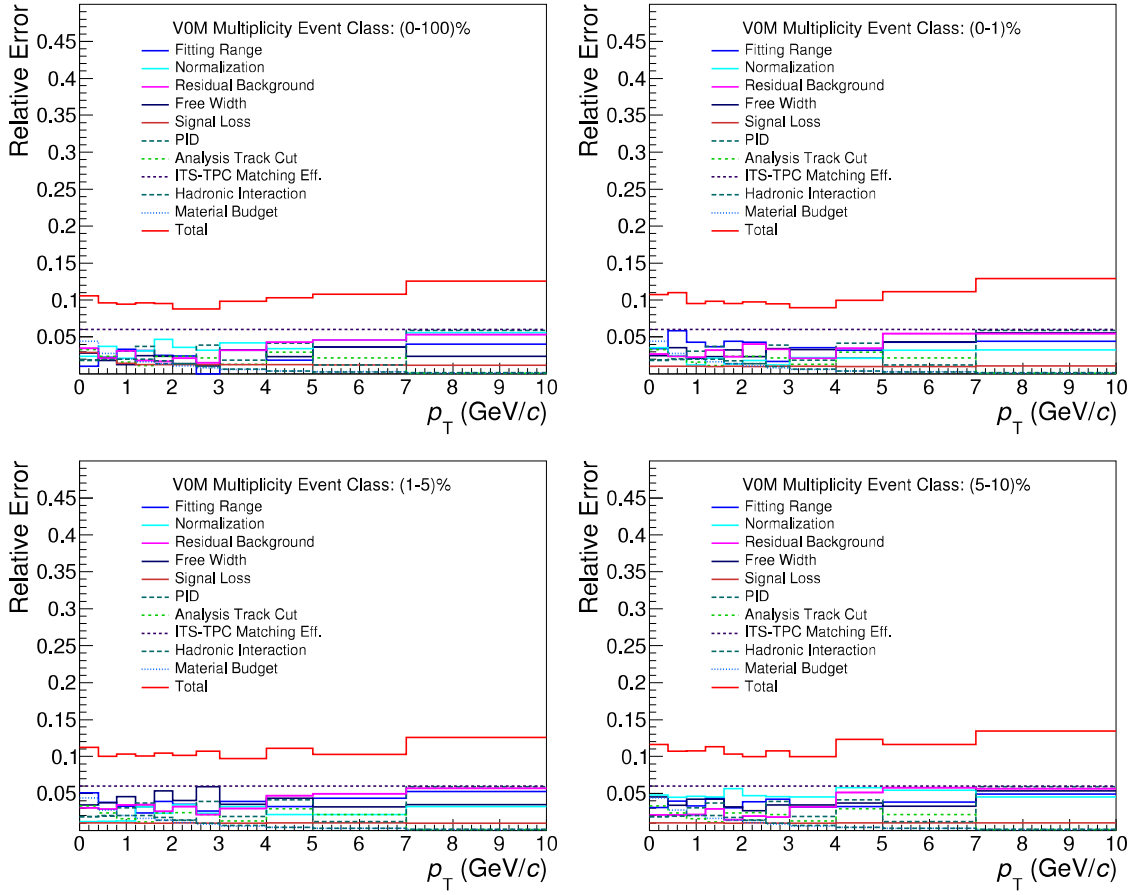 V0M Multiplicity Event Class: (0-100)%
Relative Error
Fitting Range
Normalization
Residual Background
Free Width
Signal Loss
PID
Analysis Track Cut
ITS-TPC Matching Eff.
Hadronic Interaction
Material Budget
Total
0.45
0.4
0.35
0.3
0.25
0.2
0.15
0.1
0.05
0 1 2 3 4 5 6 7 8 9 10
p_T (GeV/c)
V0M Multiplicity Event Class: (0-1)%
Relative Error
Fitting Range
Normalization
Residual Background
Free Width
Signal Loss
PID
Analysis Track Cut
ITS-TPC Matching Eff.
Hadronic Interaction
Material Budget
Total
0.45
0.4
0.35
0.3
0.25
0.2
0.15
0.1
0.05
0 1 2 3 4 5 6 7 8 9 10
p_T (GeV/c)
V0M Multiplicity Event Class: (1-5)%
Relative Error
Fitting Range
Normalization
Residual Background
Free Width
Signal Loss
PID
Analysis Track Cut
ITS-TPC Matching Eff.
Hadronic Interaction
Material Budget
Total
0.45
0.4
0.35
0.3
0.25
0.2
0.15
0.1
0.05
0 1 2 3 4 5 6 7 8 9 10
p_T (GeV/c)
V0M Multiplicity Event Class: (5-10)%
Relative Error
Fitting Range
Normalization
Residual Background
Free Width
Signal Loss
PID
Analysis Track Cut
ITS-TPC Matching Eff.
Hadronic Interaction
Material Budget
Total
0.45
0.4
0.35
0.3
0.25
0.2
0.15
0.1
0.05
0 1 2 3 4 5 6 7 8 9 10
p_T (GeV/c)